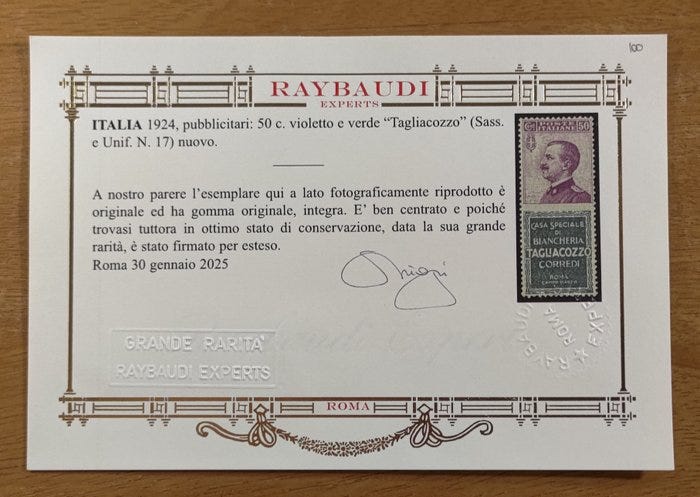 100
RAYBAUDI
EXPERTS
ITALIA 1924, pubblicitari: 50 c. violetto e verde “Tagliacozzo” (Sass.
e Unif. N. 17) nuovo.
A nostro parere l’esemplare qui a lato fotograficamente riprodotto è
originale ed ha gomma originale, integra. E’ ben centrato e poiché
trovasi tuttora in ottimo stato di conservazione, data la sua grande
rarità, è stato firmato per esteso.
Roma 30 gennaio 2025
POSTE
ITALIANE
50
CASA SPECIALE
DI
BIANCHERIA
TAGLIACOZZO
CORREDI
ROMA
RAYBAUDI EXPERTS ★ ROMA
GRANDE RARITA’
RAYBAUDI EXPERTS
ROMA